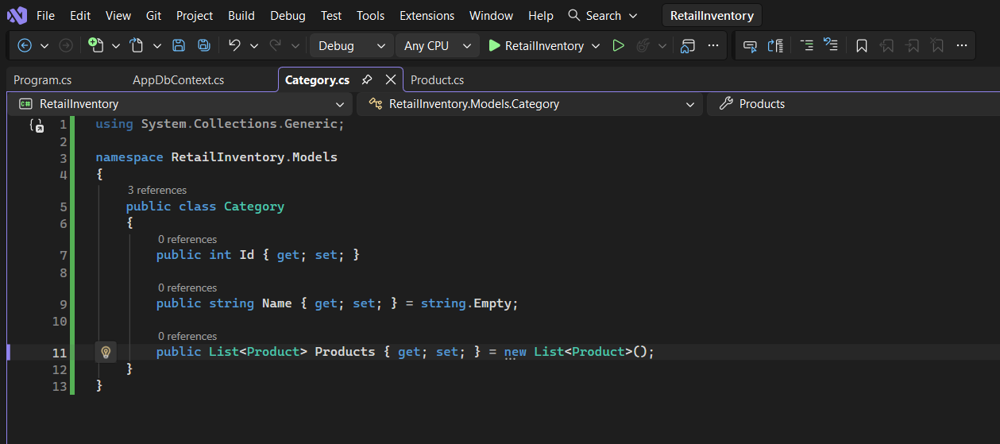 File Edit View Git Project Build Debug Test Tools Extensions Window Help Search RetailInventory
Debug Any CPU RetailInventory
Program.cs AppDbContext.cs Category.cs Product.cs
C# RetailInventory RetailInventory.Models.Category Products
1 using System.Collections.Generic;
2
3 namespace RetailInventory.Models
4 {
3 references
5 public class Category
6 {
0 references
7 public int Id { get; set; }
8
0 references
9 public string Name { get; set; } = string.Empty;
10
0 references
11 public List<Product> Products { get; set; } = new List<Product>();
12 }
13 }